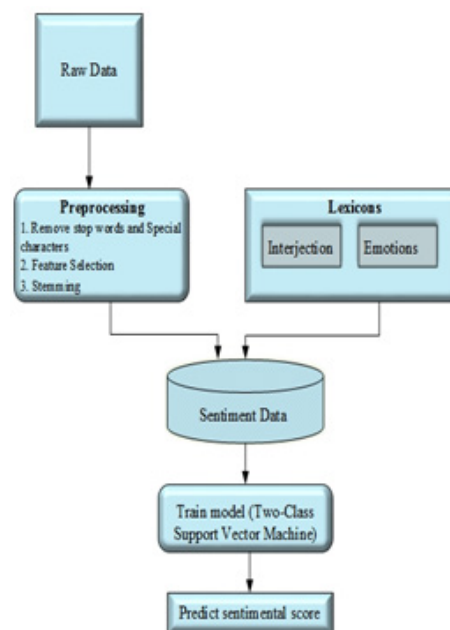 Raw Data
Preprocessing
1. Remove stop words and Special
characters
2. Feature Selection
3. Stemming
Lexicons
Interjection
Emotions
Sentiment Data
Train model (Two-Class
Support Vector Machine)
Predict sentimental score